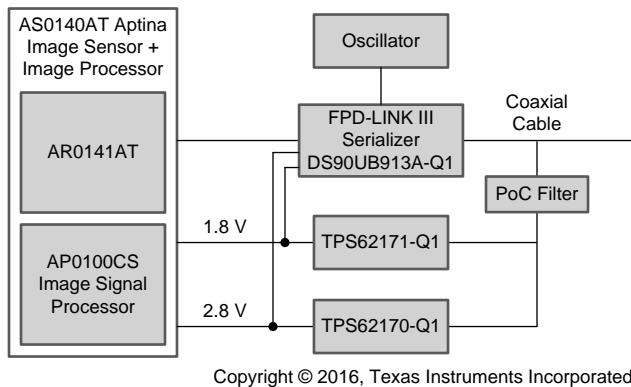 AS0140AT Aptina
Image Sensor +
Image Processor
AR0141AT
AP0100CS
Image Signal
Processor
Oscillator
FPD-LINK III
Serializer
DS90UB913A-Q1
Coaxial
Cable
PoC Filter
1.8 V
TPS62171-Q1
2.8 V
TPS62170-Q1
Copyright © 2016, Texas Instruments Incorporated